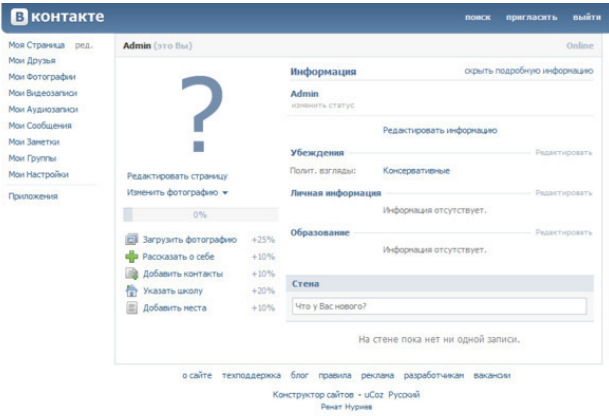 В контакте
поиск пригласить выйти
Моя Страница ред.
Мои Друзья
Мои Фотографии
Мои Видеозаписи
Мои Аудиозаписи
Мои Сообщения
Мои Заметки
Мои Группы
Мои Настройки
Приложения
Admin (это Вы) Online
?
Редактировать страницу
Изменить фотографию
0%
Загрузить фотографию +25%
Рассказать о себе +10%
Добавить контакты +10%
Указать школу +20%
Добавить места +10%
Информация скрыть подробную информацию
Admin
изменить статус
Редактировать информацию
Убеждения Редактировать
Полит. взгляды: Консервативные
Личная информация Редактировать
Информация отсутствует.
Образование Редактировать
Информация отсутствует.
Стена
Что у Вас нового?
На стене пока нет ни одной записи.
о сайте техподдержка блог правила реклама разработчикам вакансии
Конструктор сайтов - uCoz Русский
Ренат Нуриев